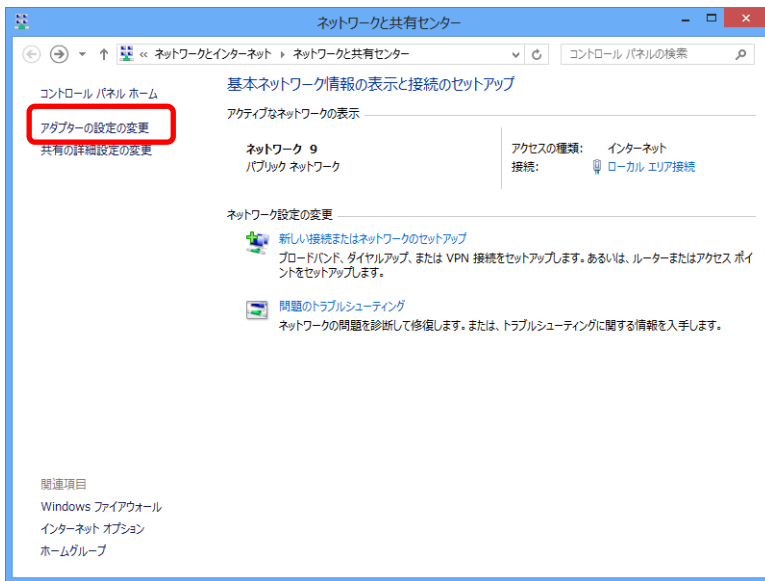 ネットワークと共有センター
« ネットワークとインターネット ▸ ネットワークと共有センター
コントロール パネルの検索
コントロール パネル ホーム
アダプターの設定の変更
共有の詳細設定の変更
基本ネットワーク情報の表示と接続のセットアップ
アクティブなネットワークの表示
ネットワーク 9
パブリック ネットワーク
アクセスの種類: インターネット
接続: ローカル エリア接続
ネットワーク設定の変更
新しい接続またはネットワークのセットアップ
ブロードバンド、ダイヤルアップ、または VPN 接続をセットアップします。あるいは、ルーターまたはアクセス ポイ
ントをセットアップします。
問題のトラブルシューティング
ネットワークの問題を診断して修復します。または、トラブルシューティングに関する情報を入手します。
関連項目
Windows ファイアウォール
インターネット オプション
ホームグループ